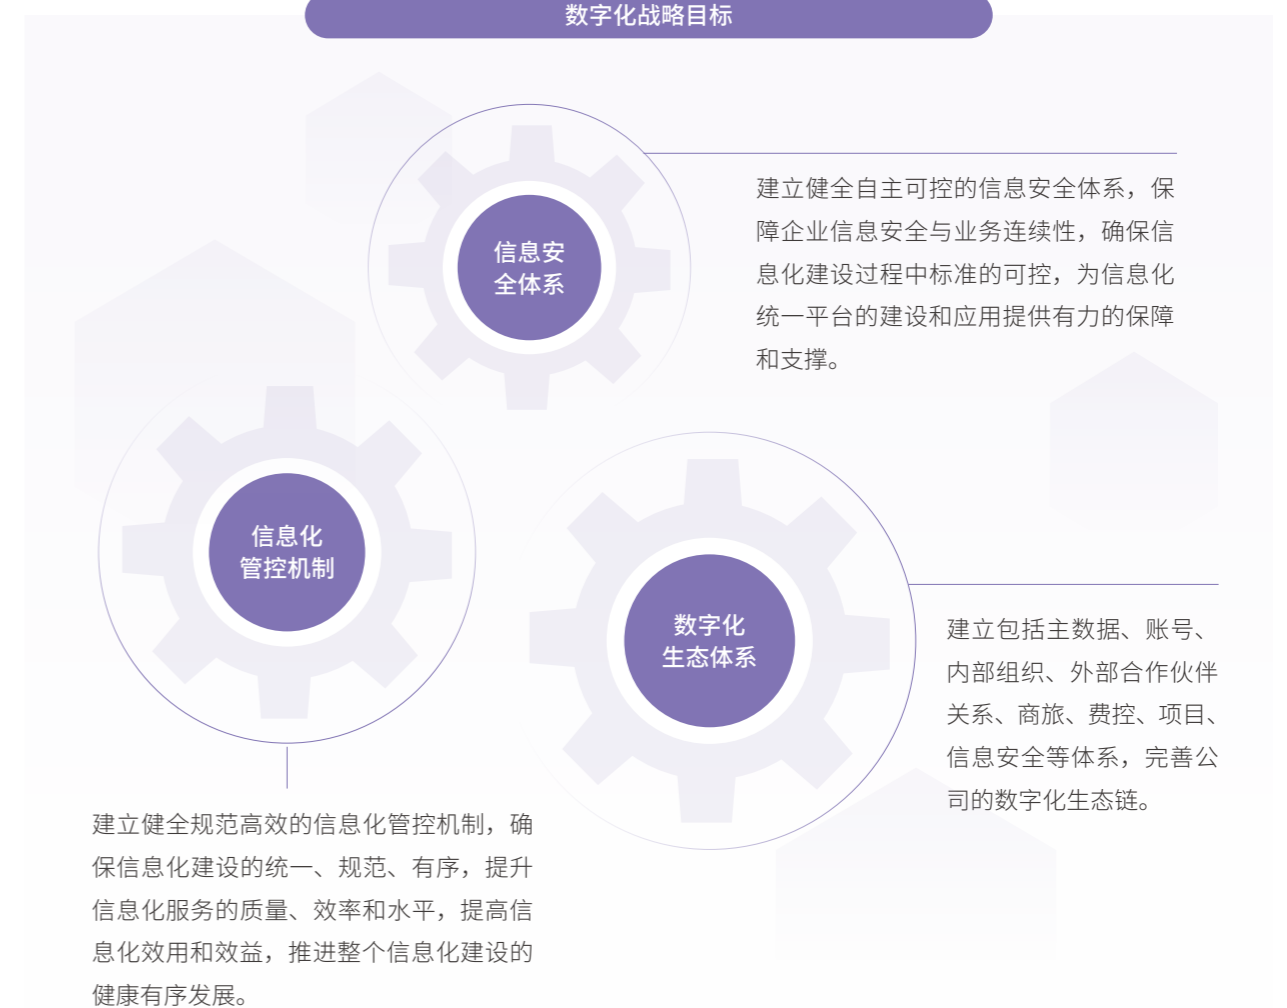 数字化战略目标
信息安
全体系
建立健全自主可控的信息安全体系，保
障企业信息安全与业务连续性，确保信
息化建设过程中标准的可控，为信息化
统一平台的建设和应用提供有力的保障
和支撑。
信息化
管控机制
建立健全规范高效的信息化管控机制，确
保信息化建设的统一、规范、有序，提升
信息化服务的质量、效率和水平，提高信
息化效用和效益，推进整个信息化建设的
健康有序发展。
数字化
生态体系
建立包括主数据、账号、
内部组织、外部合作伙伴
关系、商旅、费控、项目、
信息安全等体系，完善公
司的数字化生态链。